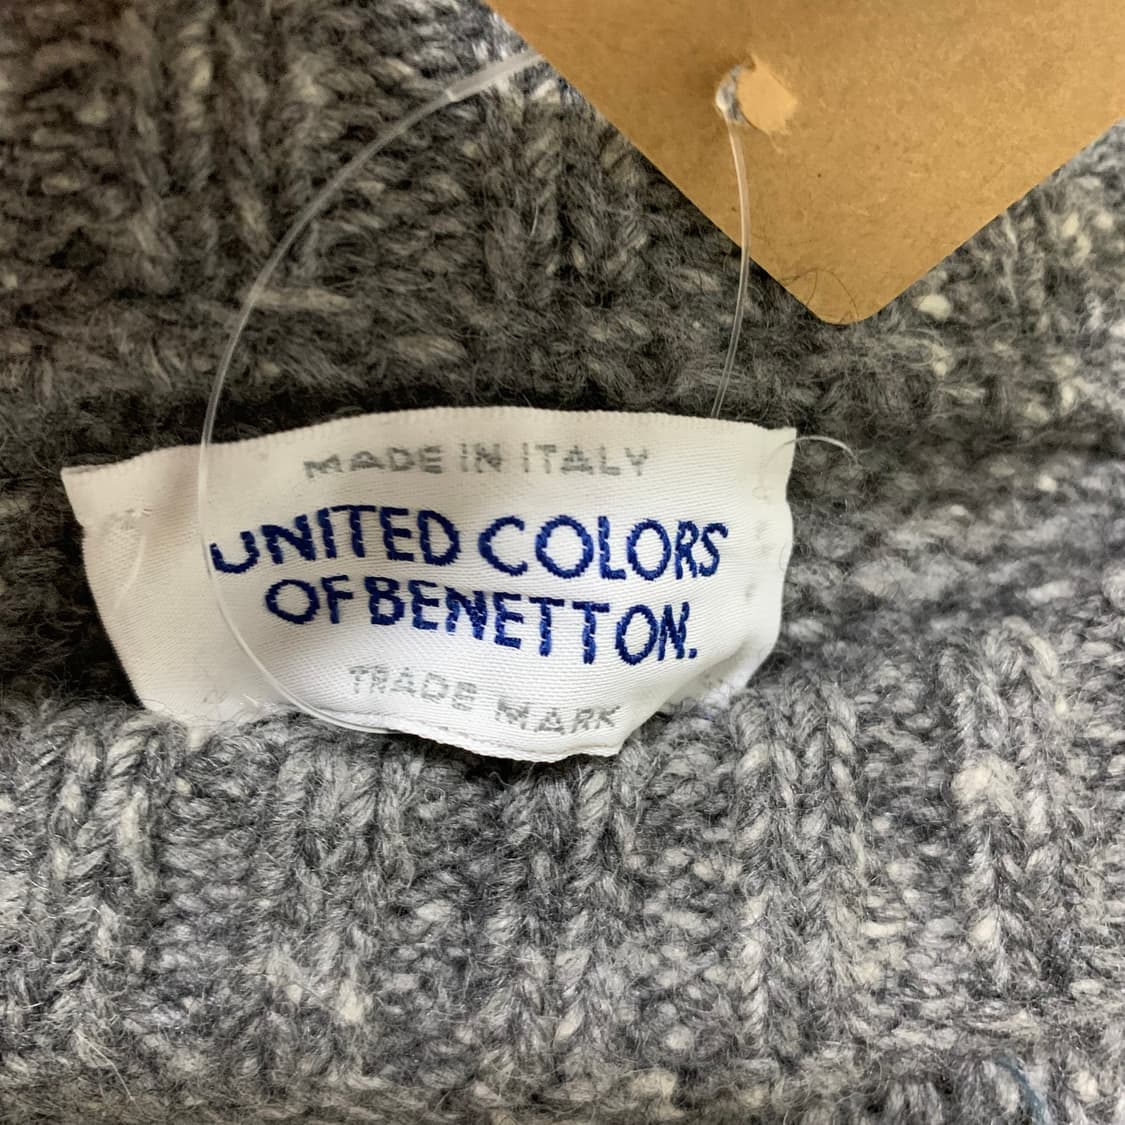 MADE IN ITALY
UNITED COLORS
OF BENETTON.
TRADE MARK